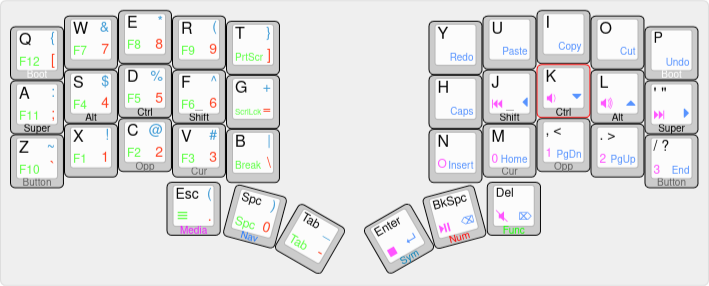 Q {
F12 [
Boot
W &
F7 7
E *
F8 8
R (
F9 9
T }
PrtScr ]
Y
Redo
U
Paste
I
Copy
O
Cut
P
Undo
Boot
A :
F11 ;
Super
S $
F4 4
Alt
D %
F5 5
Ctrl
F ^
F6 6
Shift
G +
ScrlLck =
H
Caps
J
Shift
K
Ctrl
L
Alt
' "
Super
Z ~
F10 `
Button
X !
F1 1
C @
F2 2
Opp
V #
F3 3
Cur
B |
Break \
N
Insert
M
0 Home
Cur
, <
1 PgDn
Opp
. >
2 PgUp
/ ?
3 End
Button
Esc (
.
Media
Spc )
Spc 0
Nav
Tab _
Tab -
Enter
Sym
BkSpc
Num
Del
Func